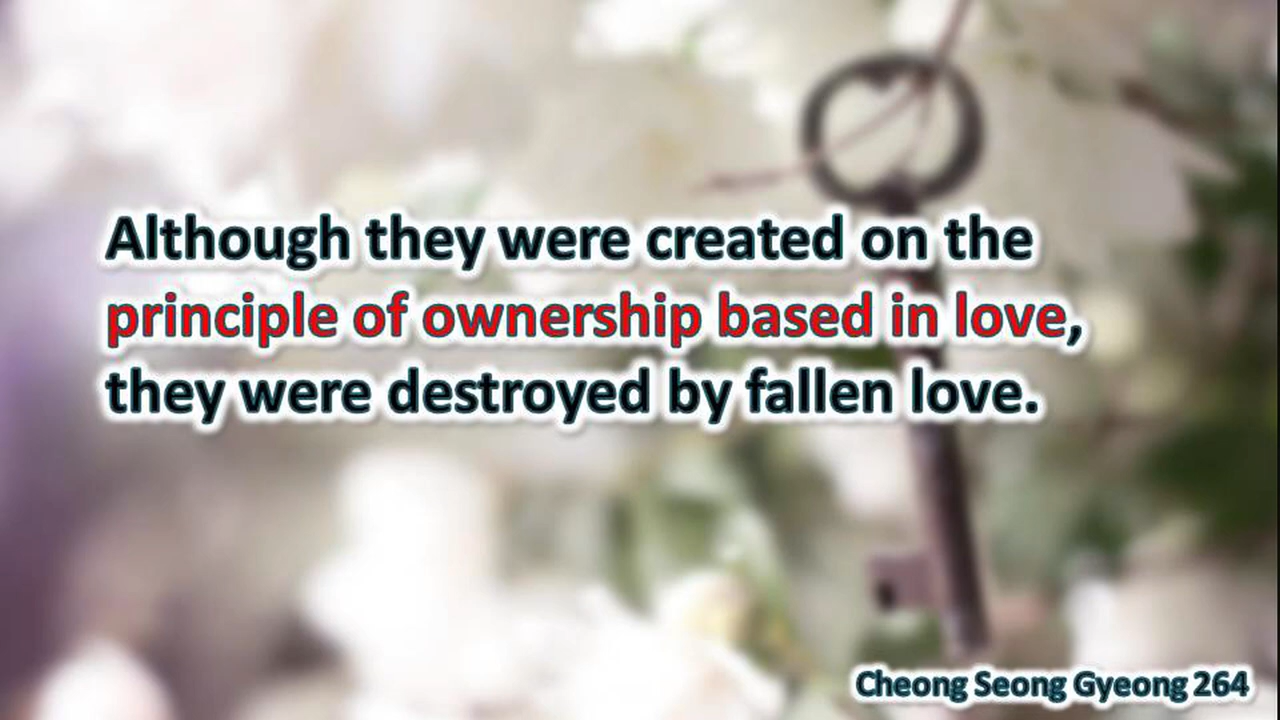 Although they were created on the
principle of ownership based in love,
they were destroyed by fallen love.
Cheong Seong Gyeong 264